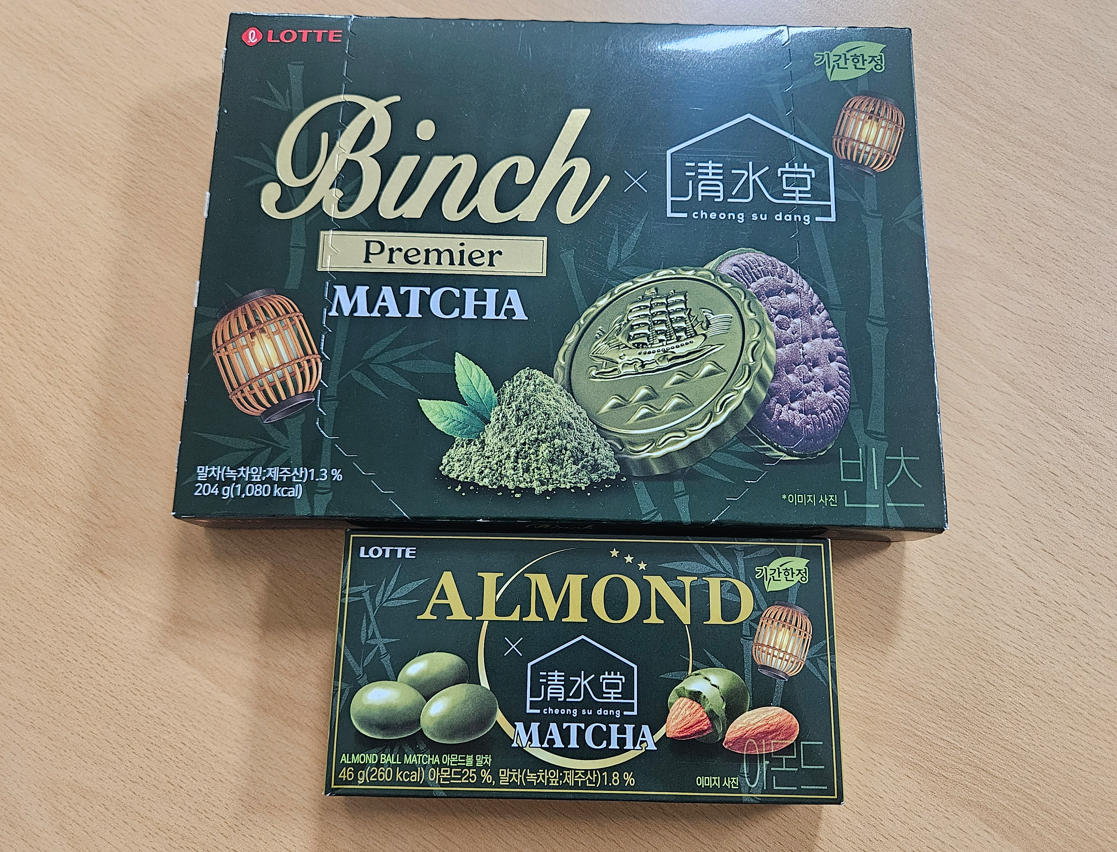 LOTTE
기간한정
Binch
×
清水堂
cheong su dang
Premier
MATCHA
말차(녹차잎;제주산)1.3 %
204 g(1,080 kcal)
*이미지 사진
빈츠
LOTTE
ALMOND
기간한정
×
清水堂
cheong su dang
MATCHA
ALMOND BALL MATCHA 아몬드볼 말차
46 g(260 kcal) 아몬드25 %, 말차(녹차잎;제주산)1.8 %
이미지 사진
아몬드